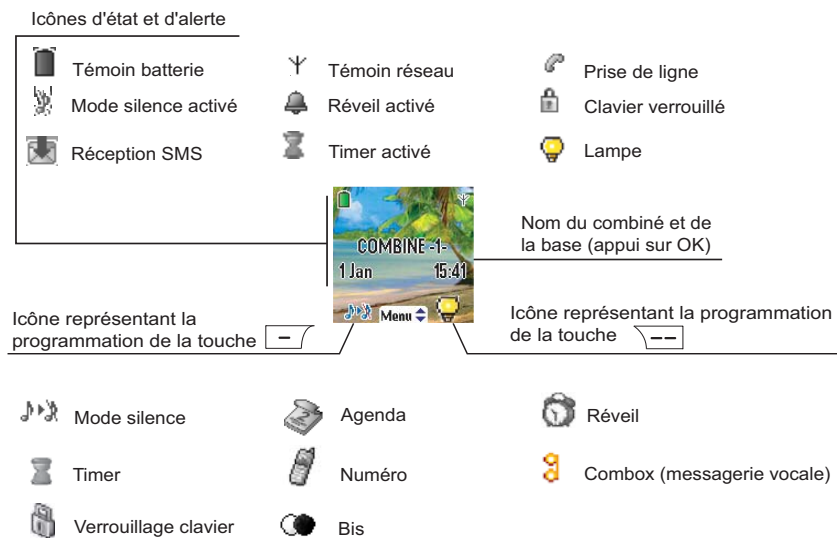 Icônes d'état et d'alerte
Témoin batterie
Témoin réseau
Prise de ligne
Mode silence activé
Réveil activé
Clavier verrouillé
Réception SMS
Timer activé
Lampe
COMBINE -1-
1 Jan 15:41
Menu
Nom du combiné et de
la base (appui sur OK)
Icône représentant la
programmation de la touche –
Icône représentant la programmation
de la touche – –
Mode silence
Agenda
Réveil
Timer
Numéro
Combox (messagerie vocale)
Verrouillage clavier
Bis